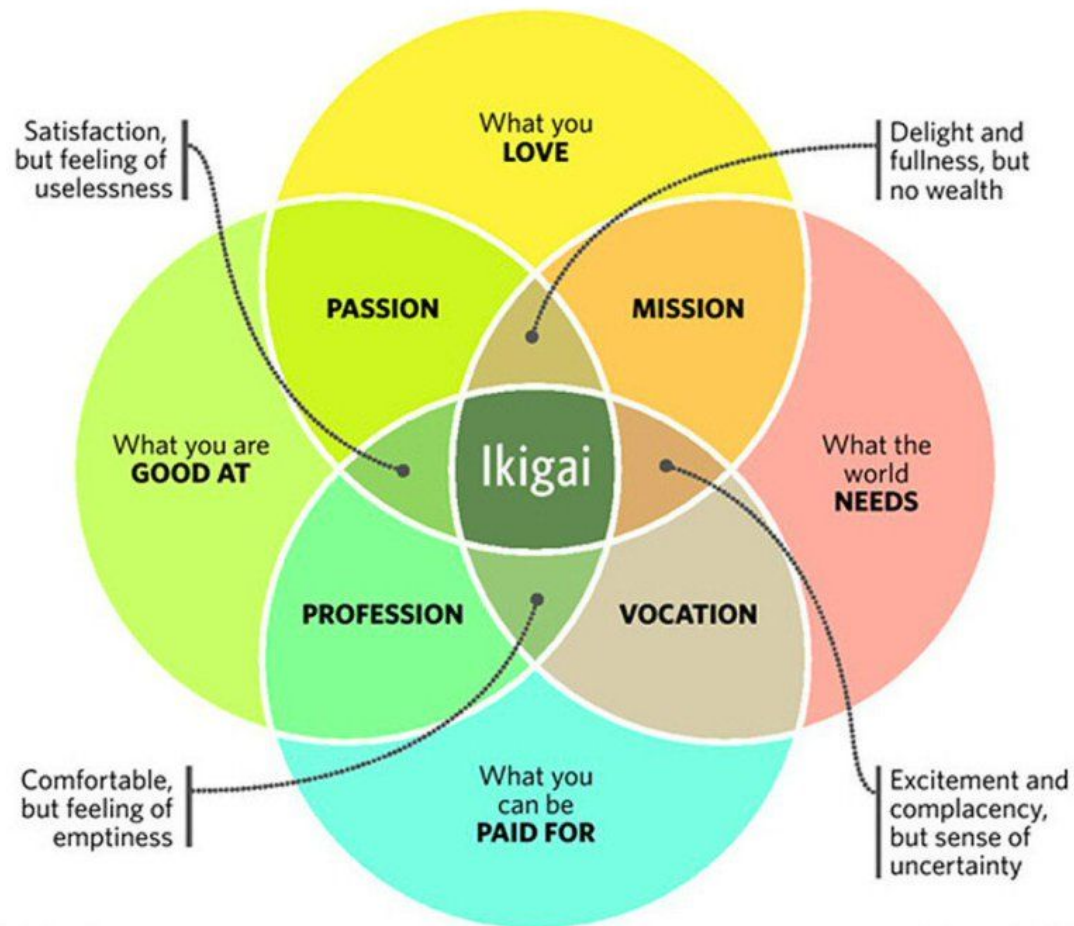 What you
LOVE
Satisfaction,
but feeling of
uselessness
Delight and
fullness, but
no wealth
PASSION
MISSION
What you are
GOOD AT
Ikigai
What the
world
NEEDS
PROFESSION
VOCATION
Comfortable,
but feeling of
emptiness
What you
can be
PAID FOR
Excitement and
complacency,
but sense of
uncertainty